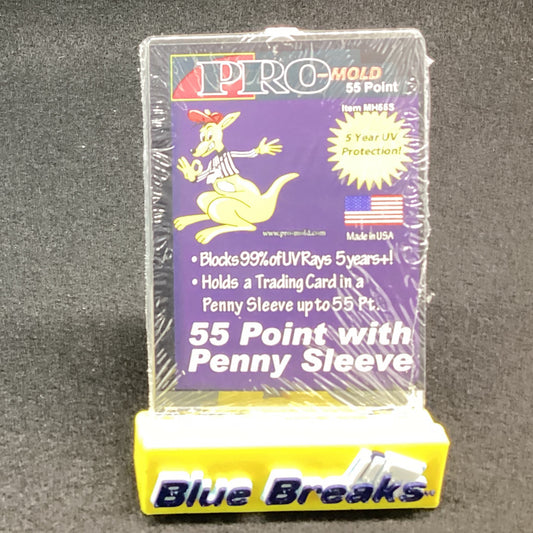 PRO-MOLD
55 Point
Item MH55S
5 Year UV
Protection!
www.pro-mold.com
Made in USA
• Blocks 99% of UV Rays 5 years+!
• Holds a Trading Card in a
Penny Sleeve up to 55 Pt.
55 Point with
Penny Sleeve
Blue Breaks